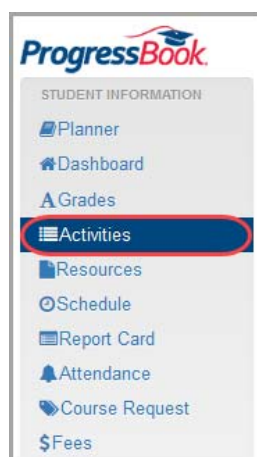 ProgressBook
STUDENT INFORMATION
Planner
Dashboard
Grades
Activities
Resources
Schedule
Report Card
Attendance
Course Request
Fees